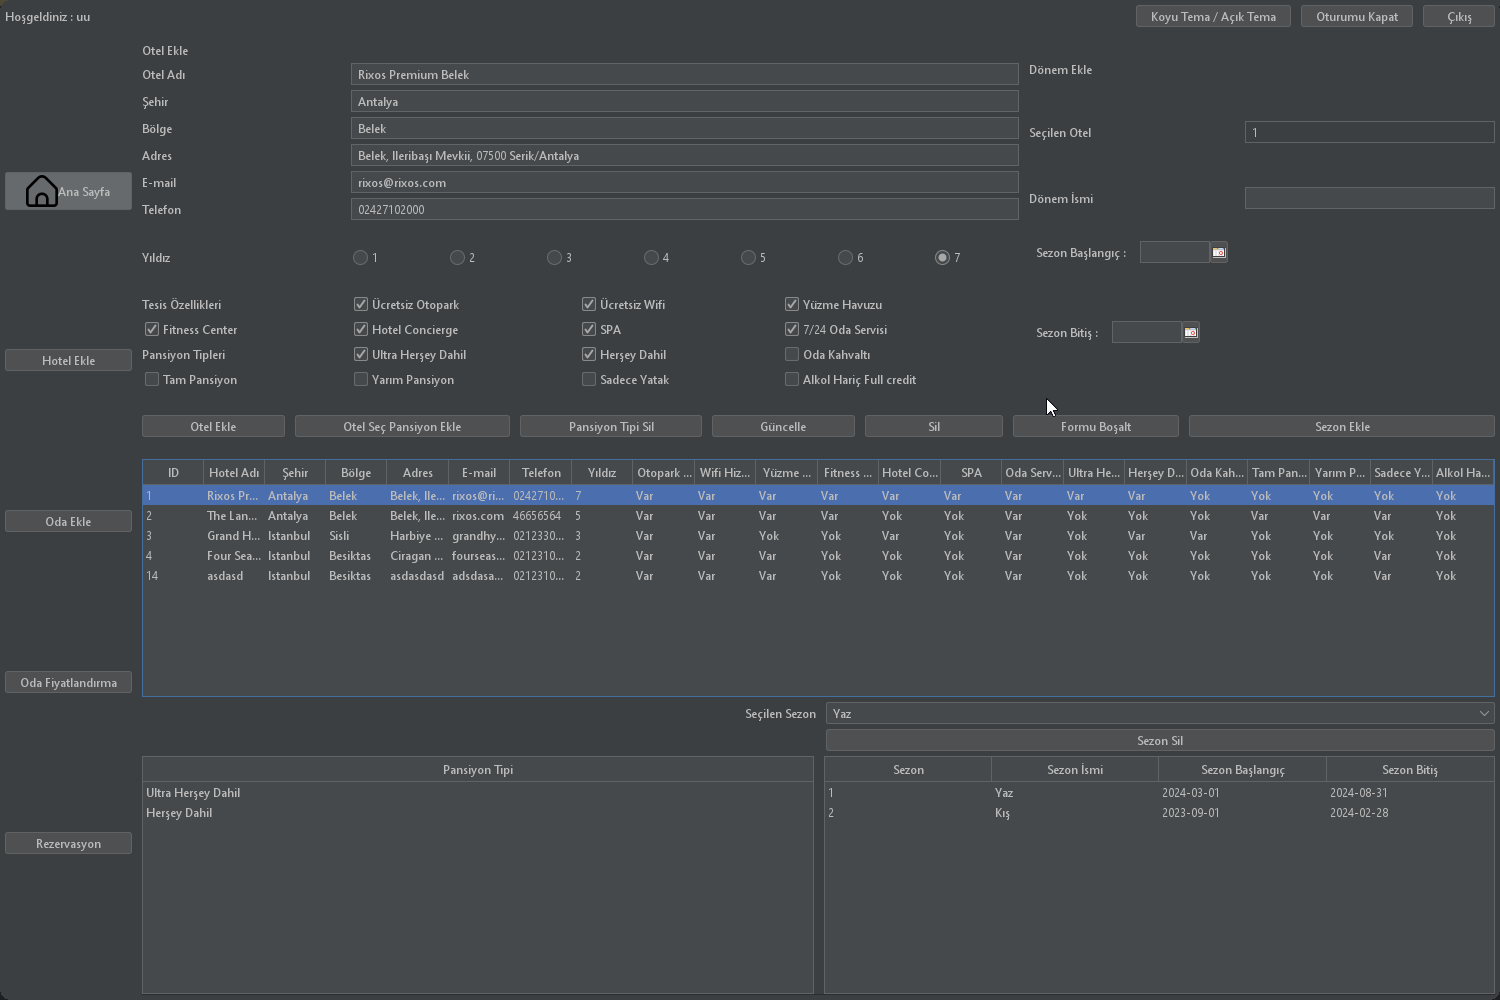 Hoşgeldiniz : uu
Koyu Tema / Açık Tema
Oturumu Kapat
Çıkış
Ana Sayfa
Hotel Ekle
Oda Ekle
Oda Fiyatlandırma
Rezervasyon
Otel Ekle
Otel Adı Rixos Premium Belek
Şehir Antalya
Bölge Belek
Adres Belek, Ileribaşı Mevkii, 07500 Serik/Antalya
E-mail rixos@rixos.com
Telefon 02427102000
Yıldız 1 2 3 4 5 6 7
Tesis Özellikleri Ücretsiz Otopark Ücretsiz Wifi Yüzme Havuzu
Fitness Center Hotel Concierge SPA 7/24 Oda Servisi
Pansiyon Tipleri Ultra Herşey Dahil Herşey Dahil Oda Kahvaltı
Tam Pansiyon Yarım Pansiyon Sadece Yatak Alkol Hariç Full credit
Dönem Ekle
Seçilen Otel 1
Dönem İsmi
Sezon Başlangıç :
Sezon Bitiş :
Otel Ekle Otel Seç Pansiyon Ekle Pansiyon Tipi Sil Güncelle Sil Formu Boşalt Sezon Ekle
ID Hotel Adı Şehir Bölge Adres E-mail Telefon Yıldız Otopark ... Wifi Hiz... Yüzme ... Fitness ... Hotel Co... SPA Oda Serv... Ultra He... Herşey D... Oda Kah... Tam Pan... Yarım P... Sadece Y... Alkol Ha...
1 Rixos Pr... Antalya Belek Belek, Ile... rixos@ri... 0242710... 7 Var Var Var Var Var Var Var Var Var Yok Yok Yok Yok Yok
2 The Lan... Antalya Belek Belek, Ile... rixos.com 46656564 5 Var Var Var Var Yok Yok Var Yok Yok Yok Var Var Var Yok
3 Grand H... Istanbul Sisli Harbiye ... grandhy... 0212330... 3 Var Var Yok Var Yok Yok Var Yok Var Var Yok Yok Yok Yok
4 Four Sea... Istanbul Besiktas Ciragan ... fourseas... 0212310... 2 Var Var Var Yok Yok Yok Var Yok Yok Yok Yok Yok Var Yok
14 asdasd Istanbul Besiktas asdasdasd adsdasa... 0212310... 2 Var Var Var Yok Yok Yok Var Yok Yok Yok Yok Yok Var Yok
Seçilen Sezon Yaz
Sezon Sil
Pansiyon Tipi
Ultra Herşey Dahil
Herşey Dahil
Sezon Sezon İsmi Sezon Başlangıç Sezon Bitiş
1 Yaz 2024-03-01 2024-08-31
2 Kış 2023-09-01 2024-02-28